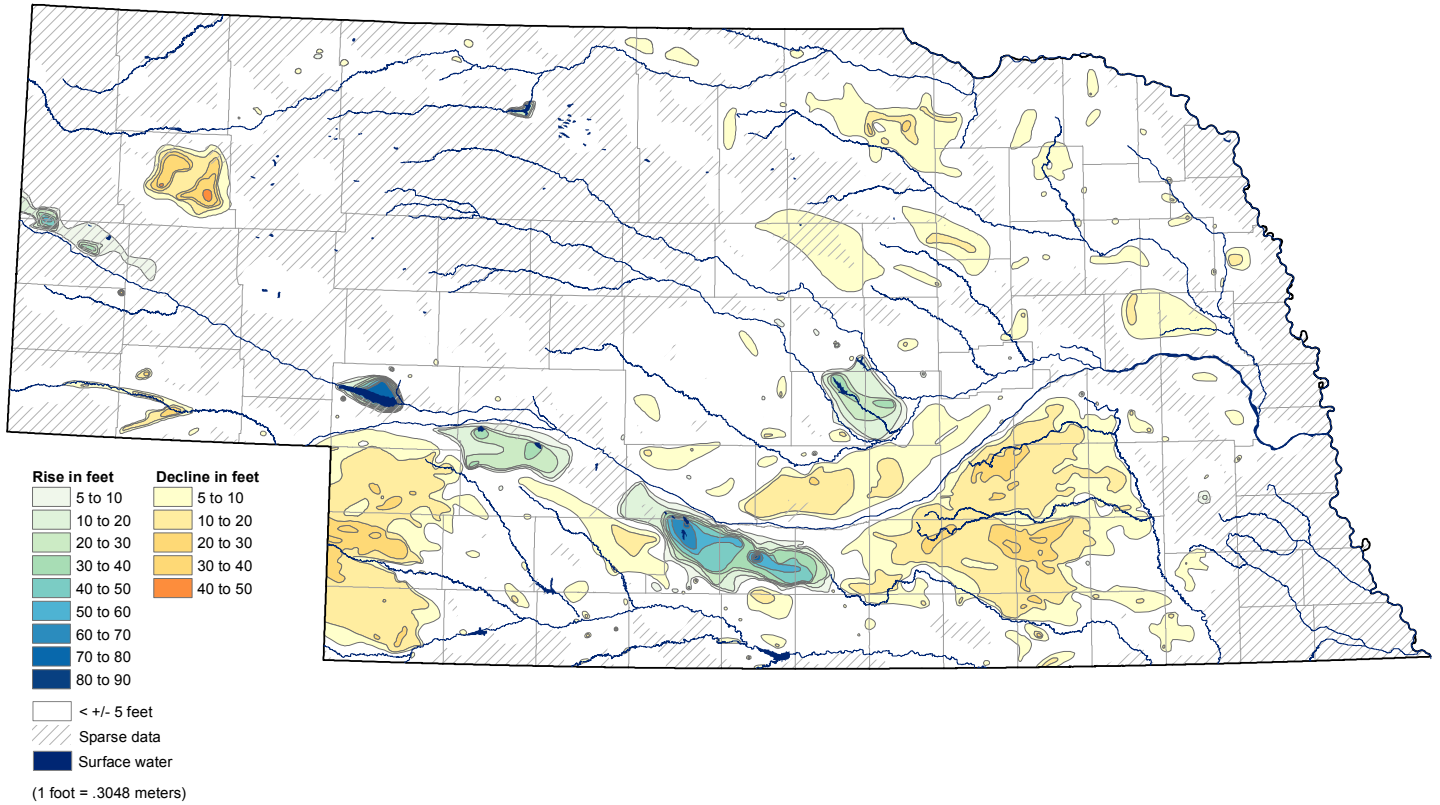 Rise in feet
5 to 10
10 to 20
20 to 30
30 to 40
40 to 50
50 to 60
60 to 70
70 to 80
80 to 90
Decline in feet
5 to 10
10 to 20
20 to 30
30 to 40
40 to 50
< +/- 5 feet
Sparse data
Surface water
(1 foot = .3048 meters)